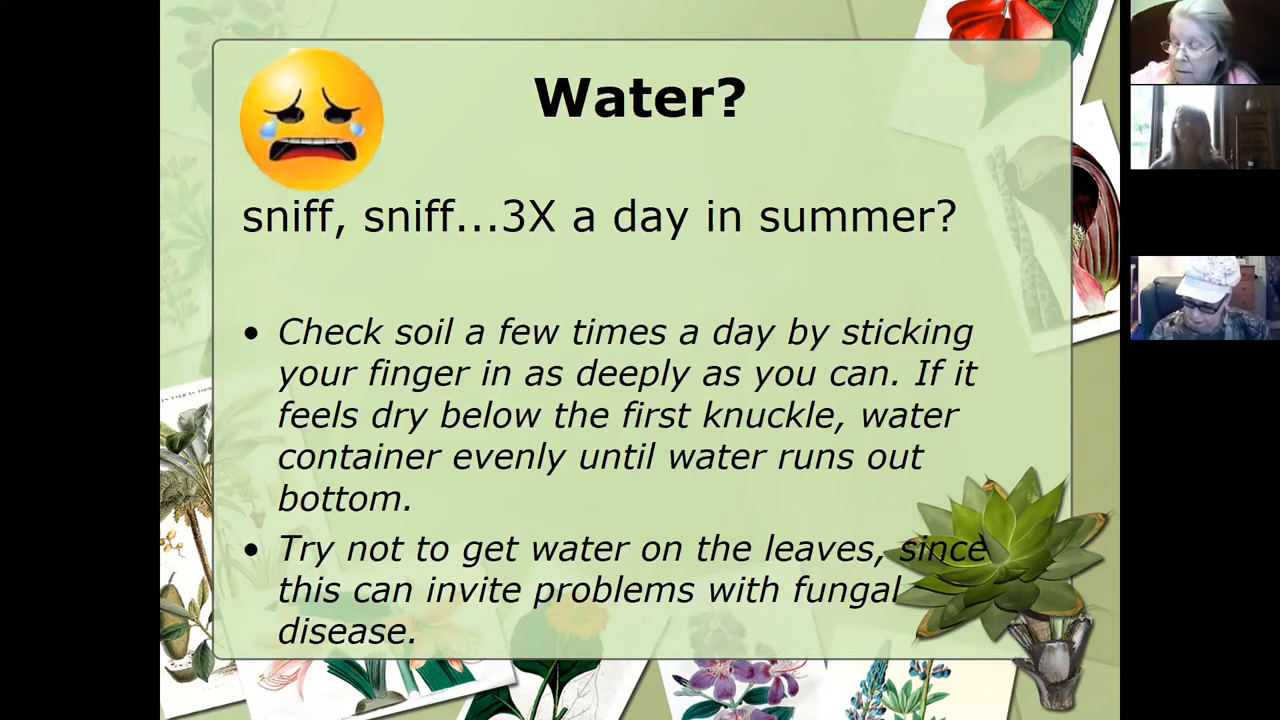 Water?
sniff, sniff...3X a day in summer?
• Check soil a few times a day by sticking
your finger in as deeply as you can. If it
feels dry below the first knuckle, water
container evenly until water runs out
bottom.
• Try not to get water on the leaves, since
this can invite problems with fungal
disease.